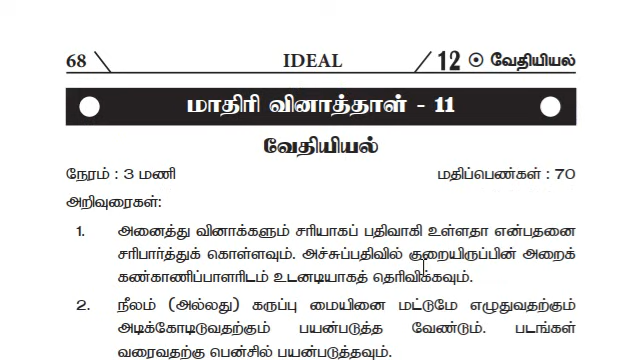 68 IDEAL 12 வேதியியல்
மாதிரி வினாத்தாள் - 11
வேதியியல்
நேரம் : 3 மணி மதிப்பெண்கள் : 70
அறிவுரைகள்:
1. அனைத்து வினாக்களும் சரியாகப் பதிவாகி உள்ளதா என்பதனை
சரிபார்த்துக் கொள்ளவும். அச்சுப்பதிவில் குறையிருப்பின் அறைக்
கண்காணிப்பாளரிடம் உடனடியாகத் தெரிவிக்கவும்.
2. நீலம் (அல்லது) கருப்பு மையினை மட்டுமே எழுதுவதற்கும்
அடிக்கோடிடுவதற்கும் பயன்படுத்த வேண்டும். படங்கள்
வரைவதற்கு பென்சில் பயன்படுத்தவும்.